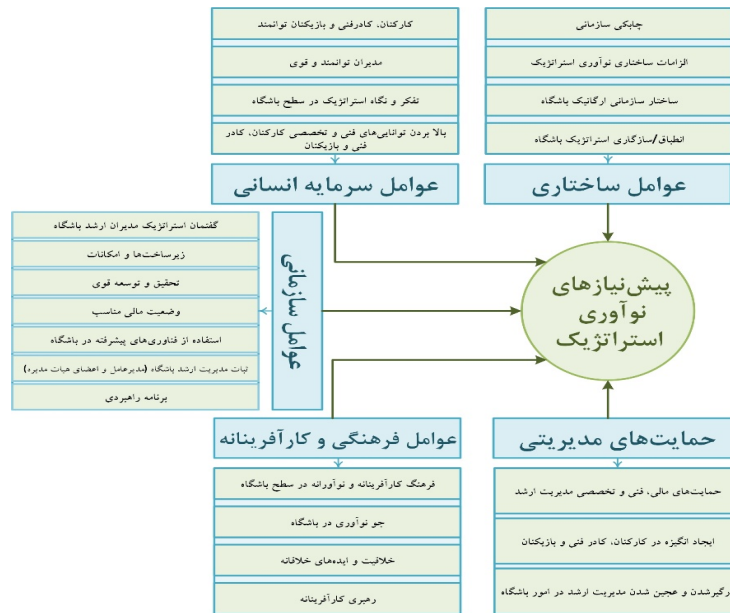 چابکی سازمانی
الزامات ساختاری نوآوری استراتژیک
ساختار سازمانی ارگانیک باشگاه
انطباق/سازگاری استراتژیک باشگاه
عوامل ساختاری
کارکنان، کادرفنی و بازیکنان توانمند
مدیران توانمند و قوی
تفکر و نگاه استراتژیک در سطح باشگاه
بالا بردن توانایی‌های فنی و تخصصی کارکنان، کادر
فنی و بازیکنان
عوامل سرمایه انسانی
پیش‌نیازهای
نوآوری
استراتژیک
عوامل سازمانی
گفتمان استراتژیک مدیران ارشد باشگاه
زیرساخت‌ها و امکانات
تحقیق و توسعه قوی
وضعیت مالی مناسب
استفاده از فناوری‌های پیشرفته در باشگاه
ثبات مدیریت ارشد باشگاه (مدیرعامل و اعضای هیات مدیره)
برنامه راهبردی
حمایت‌های مدیریتی
حمایت‌های مالی، فنی و تخصصی مدیریت ارشد
ایجاد انگیزه در کارکنان، کادر فنی و بازیکنان
رگیرشدن و عجین شدن مدیریت ارشد در امور باشگاه
عوامل فرهنگی و کارآفرینانه
فرهنگ کارآفرینانه و نوآورانه در سطح باشگاه
جو نوآوری در باشگاه
خلاقیت و ایده‌های خلاقانه
رهبری کارآفرینانه